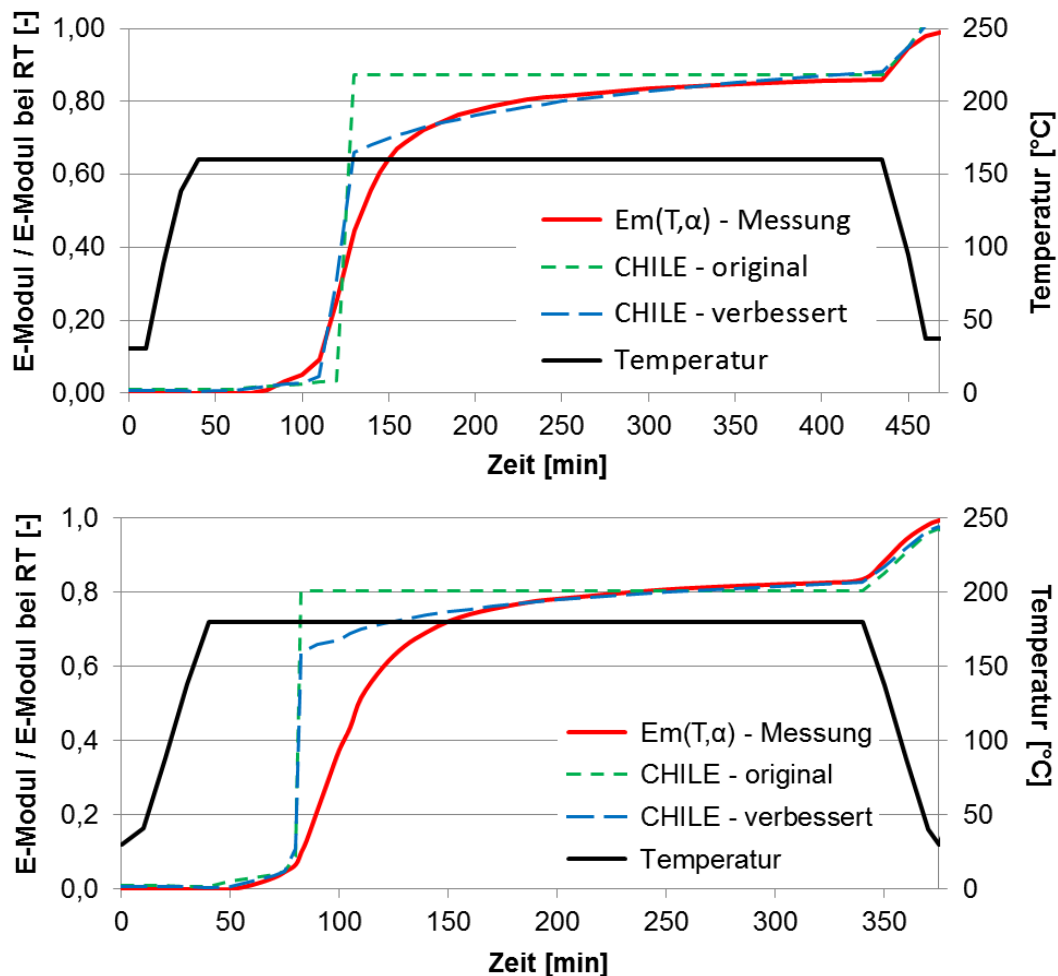 E-Modul / E-Modul bei RT [-]
1,00
0,80
0,60
0,40
0,20
0,00
250
200
150
100
50
0
Temperatur [°C]
Em(T,α) - Messung
CHILE - original
CHILE - verbessert
Temperatur
0 50 100 150 200 250 300 350 400 450
Zeit [min]
E-Modul / E-Modul bei RT [-]
1,0
0,8
0,6
0,4
0,2
0,0
250
200
150
100
50
0
Temperatur [°C]
Em(T,α) - Messung
CHILE - original
CHILE - verbessert
Temperatur
0 50 100 150 200 250 300 350
Zeit [min]